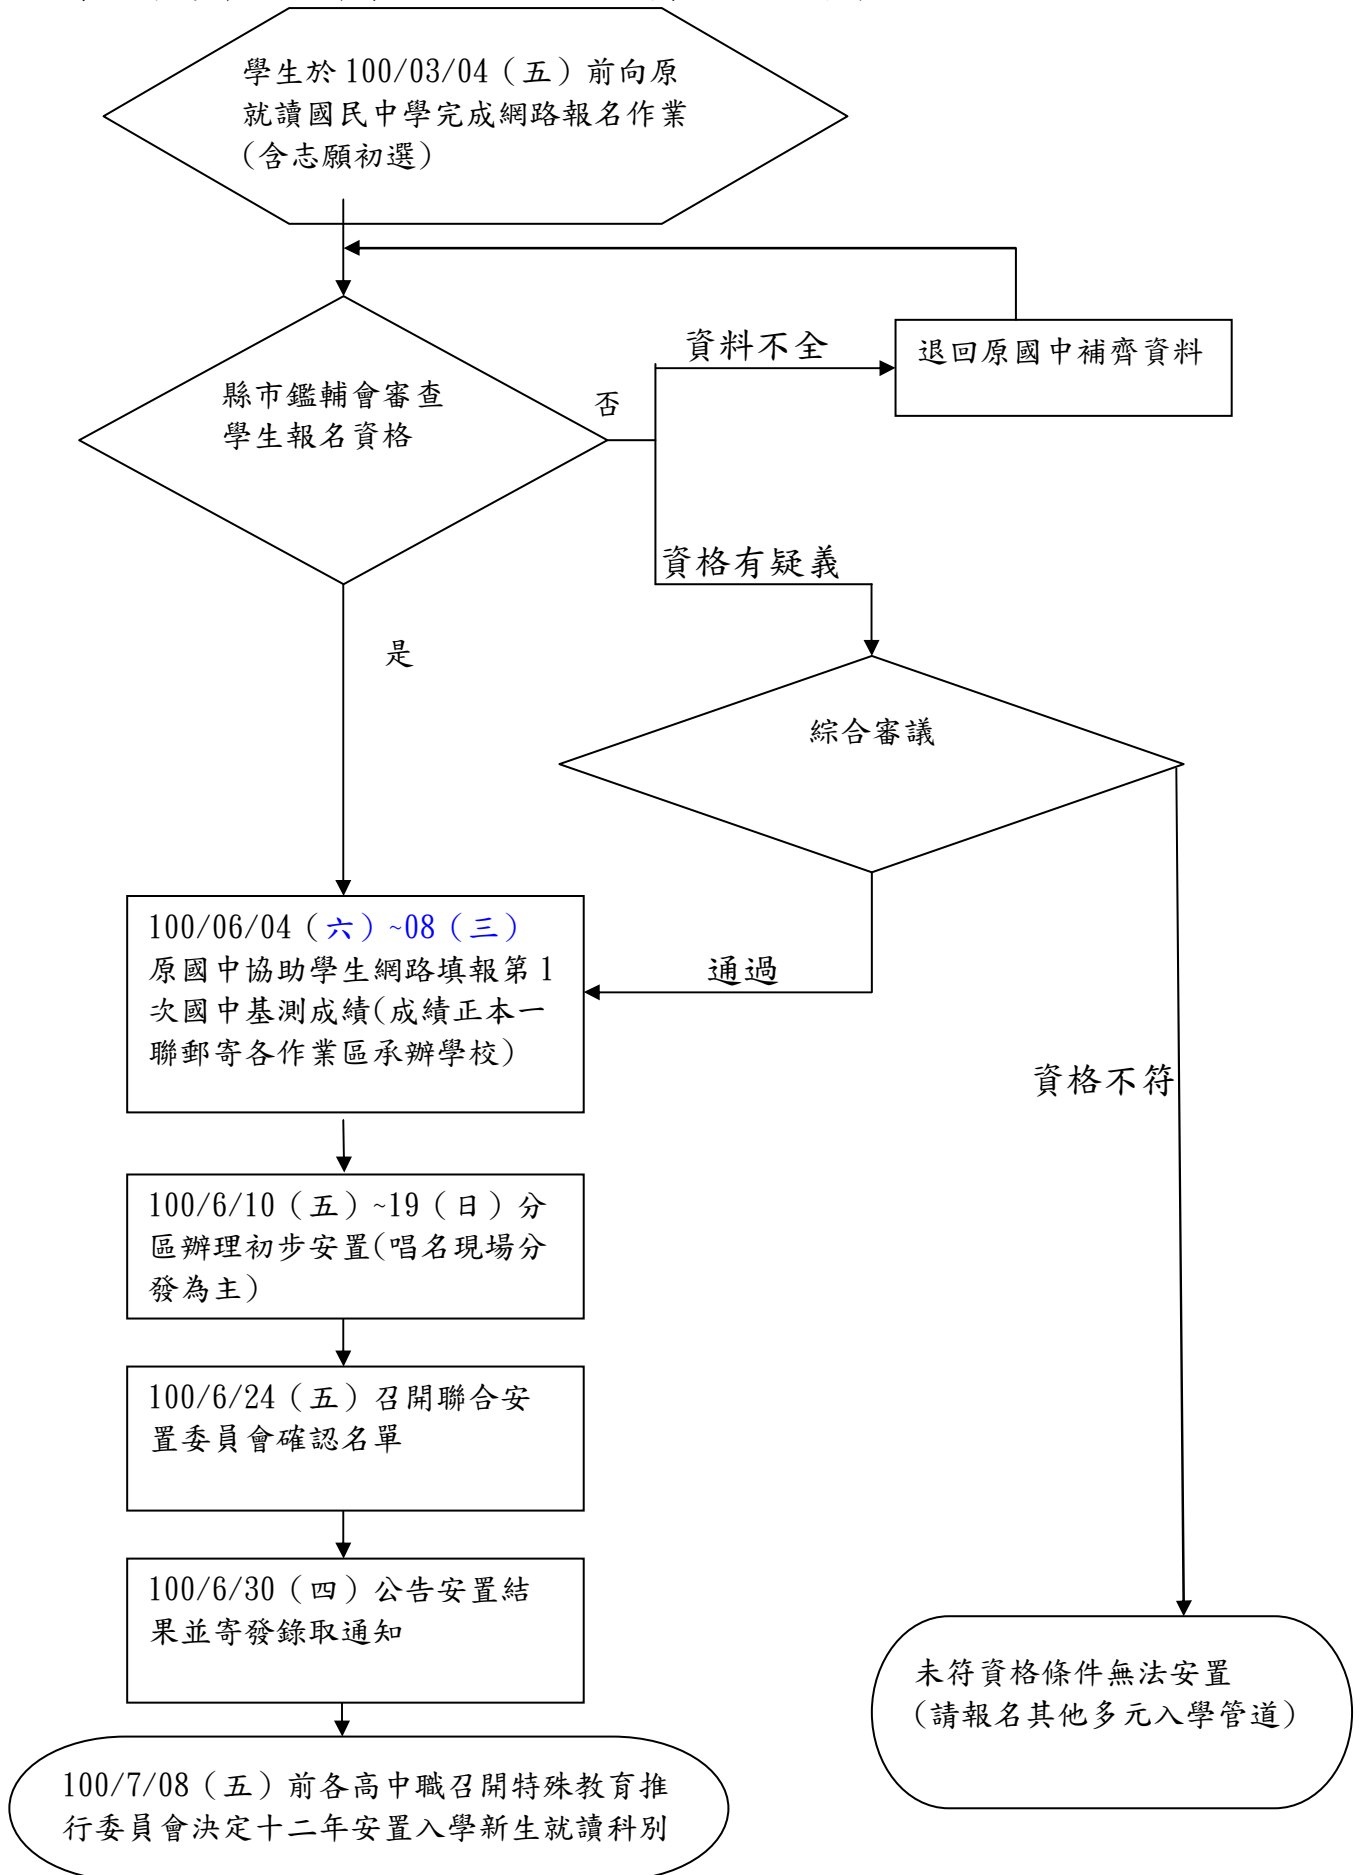 學生於 100/03/04（五）前向原
就讀國民中學完成網路報名作業
(含志願初選)
資料不全
退回原國中補齊資料
縣市鑑輔會審查
學生報名資格
否
資格有疑義
是
綜合審議
100/06/04（六）~08（三）
原國中協助學生網路填報第 1
次國中基測成績(成績正本一
聯郵寄各作業區承辦學校)
通過
資格不符
100/6/10（五）~19（日）分
區辦理初步安置(唱名現場分
發為主)
100/6/24（五）召開聯合安
置委員會確認名單
100/6/30（四）公告安置結
果並寄發錄取通知
未符資格條件無法安置
(請報名其他多元入學管道)
100/7/08（五）前各高中職召開特殊教育推
行委員會決定十二年安置入學新生就讀科別